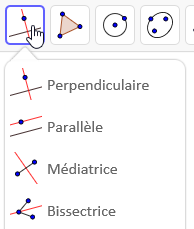 Perpendiculaire
Parallèle
Médiatrice
Bissectrice